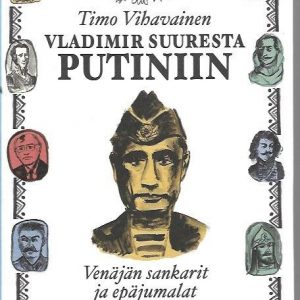 Timo Vihavainen
VLADIMIR SUURESTA
PUTINIIN
Venäjän sankarit
ja epäjumalat